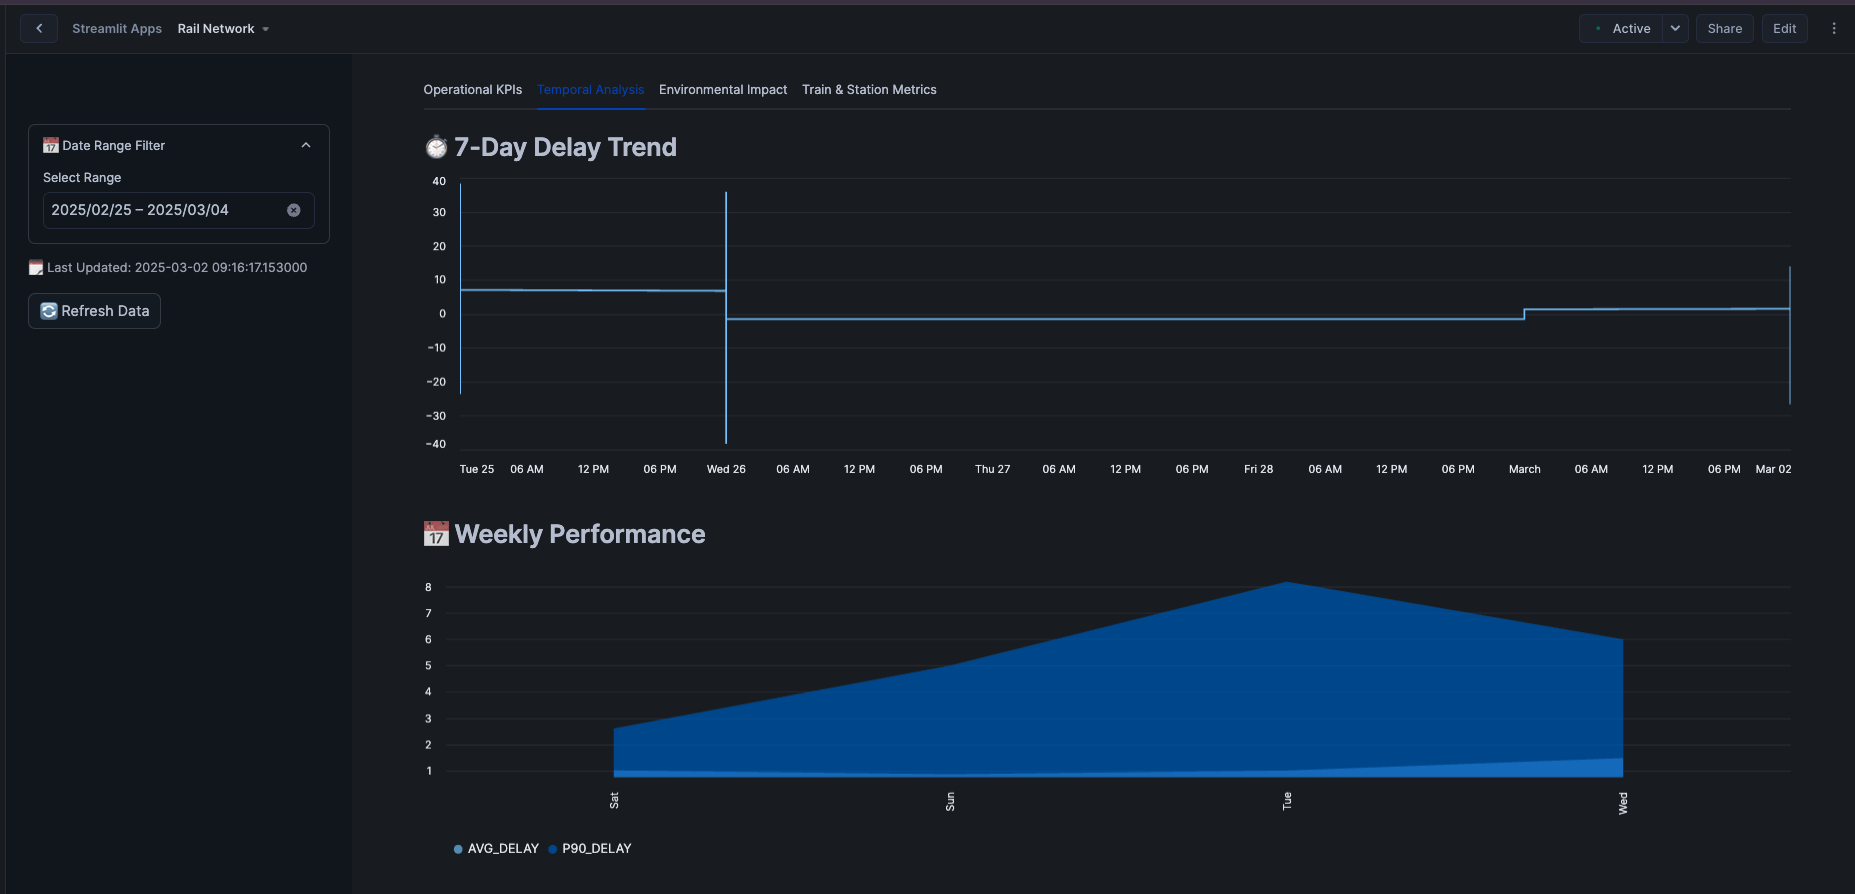 Streamlit Apps Rail Network
Active Share Edit
Date Range Filter
Select Range
2025/02/25 – 2025/03/04
Last Updated: 2025-03-02 09:16:17.153000
Refresh Data
Operational KPIs Temporal Analysis Environmental Impact Train & Station Metrics
7-Day Delay Trend
40
30
20
10
0
−10
−20
−30
−40
Tue 25 06 AM 12 PM 06 PM Wed 26 06 AM 12 PM 06 PM Thu 27 06 AM 12 PM 06 PM Fri 28 06 AM 12 PM 06 PM March 06 AM 12 PM 06 PM Mar 02
17 Weekly Performance
8
7
6
5
4
3
2
1
Sat Sun Tue Wed
AVG_DELAY P90_DELAY